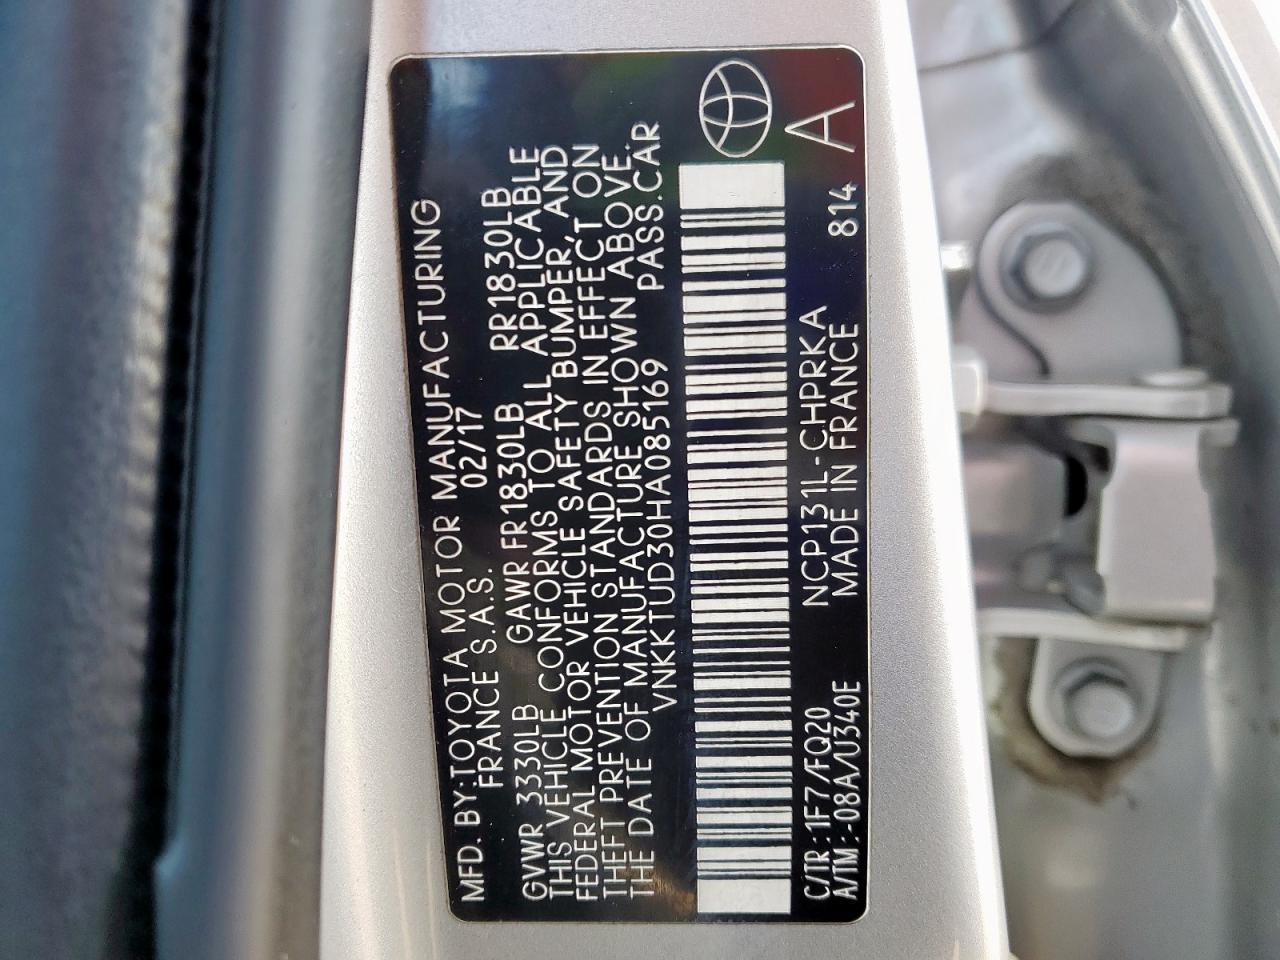 MFD. BY:TOYOTA MOTOR MANUFACTURING
FRANCE S.A.S. 02/17
GVWR 3330LB GAWR FR1830LB RR1830LB
THIS VEHICLE CONFORMS TO ALL APPLICABLE
FEDERAL MOTOR VEHICLE SAFETY BUMPER, AND
THEFT PREVENTION STANDARDS IN EFFECT ON
THE DATE OF MANUFACTURE SHOWN ABOVE.
VNKKTUD30HA085169 PASS.CAR
C/TR:1F7/FQ20 NCP131L-CHPRKA 814
A/TM:-08A/U340E MADE IN FRANCE
A